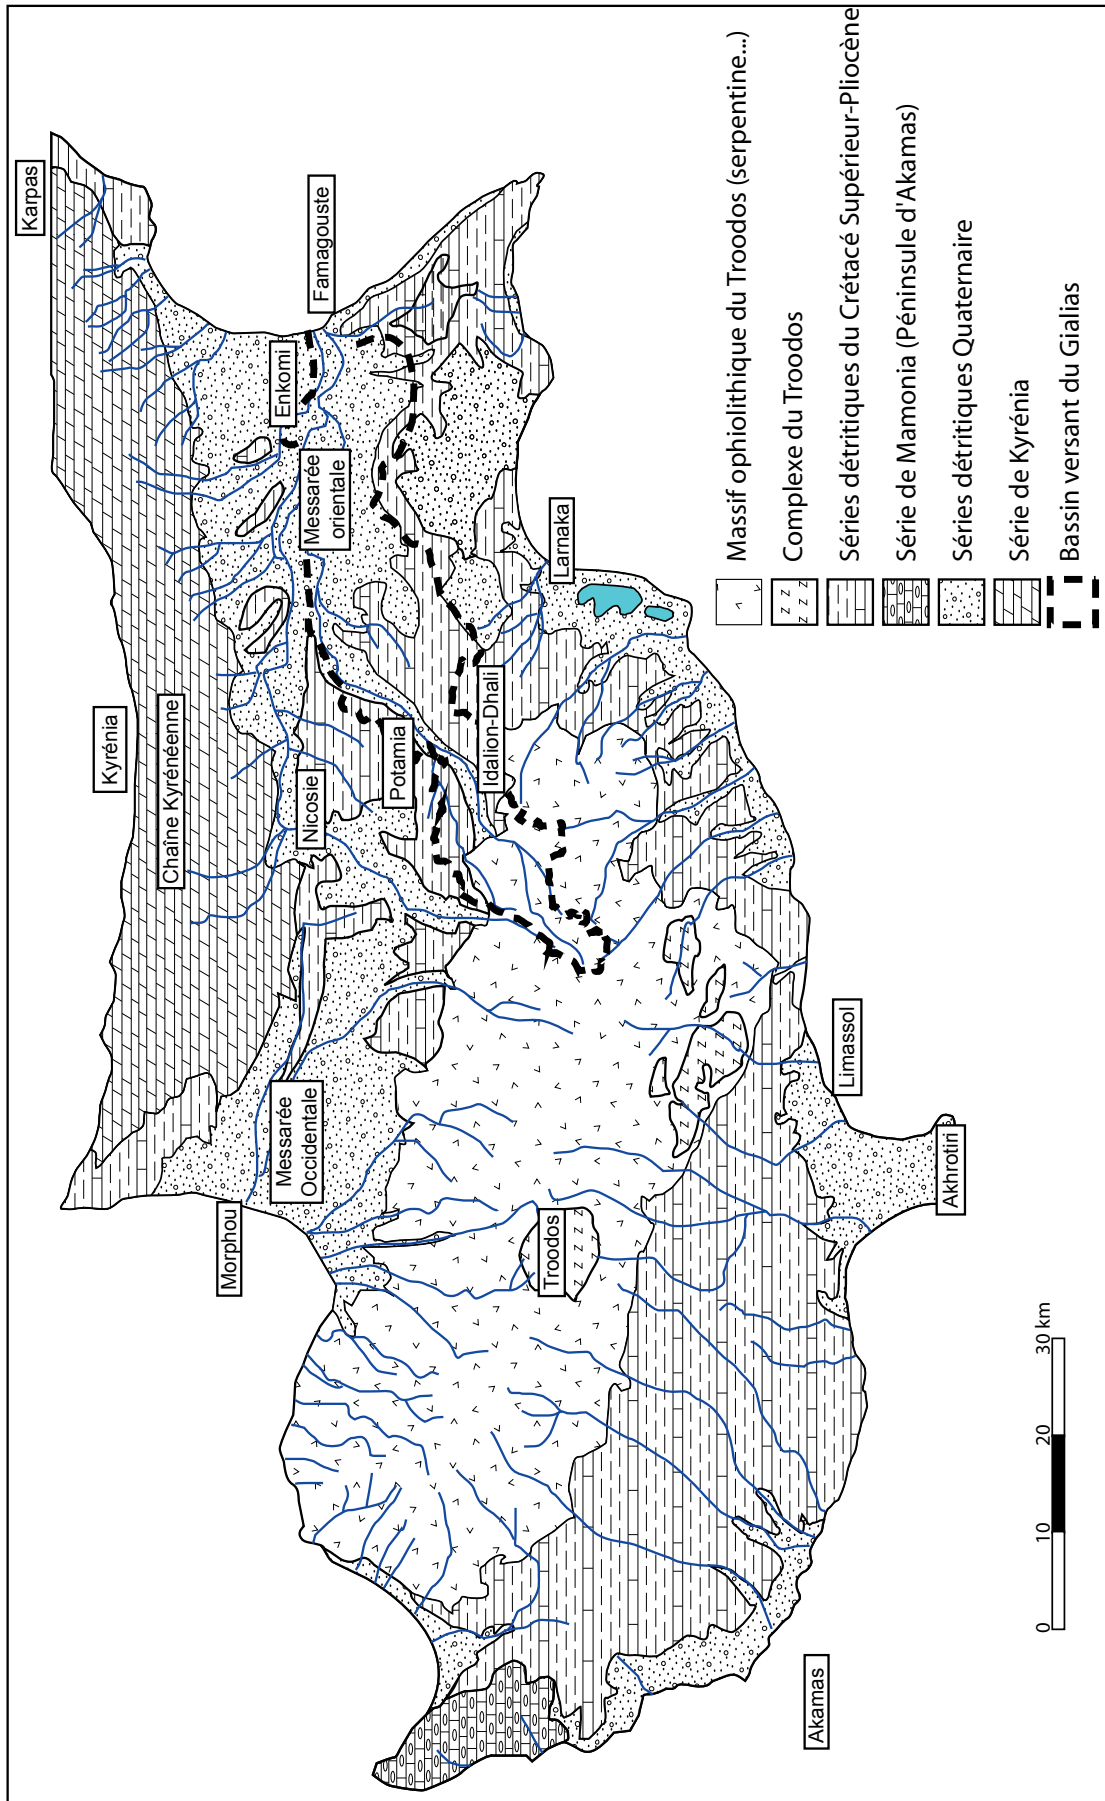 Karpas
Kyrénia
Chaîne Kyrénéenne
Famagouste
Enkomi
Messarée
orientale
Nicosie
Potamia
Idalion-Dhali
Larnaka
Morphou
Messarée
Occidentale
Troodos
Limassol
Akhrotiri
Akamas
0
10
20
30 km
Massif ophiolithique du Troodos (serpentine...)
Complexe du Troodos
Séries détritiques du Crétacé Supérieur-Pliocène
Série de Mamonia (Péninsule d'Akamas)
Séries détritiques Quaternaire
Série de Kyrénia
Bassin versant du Gialias